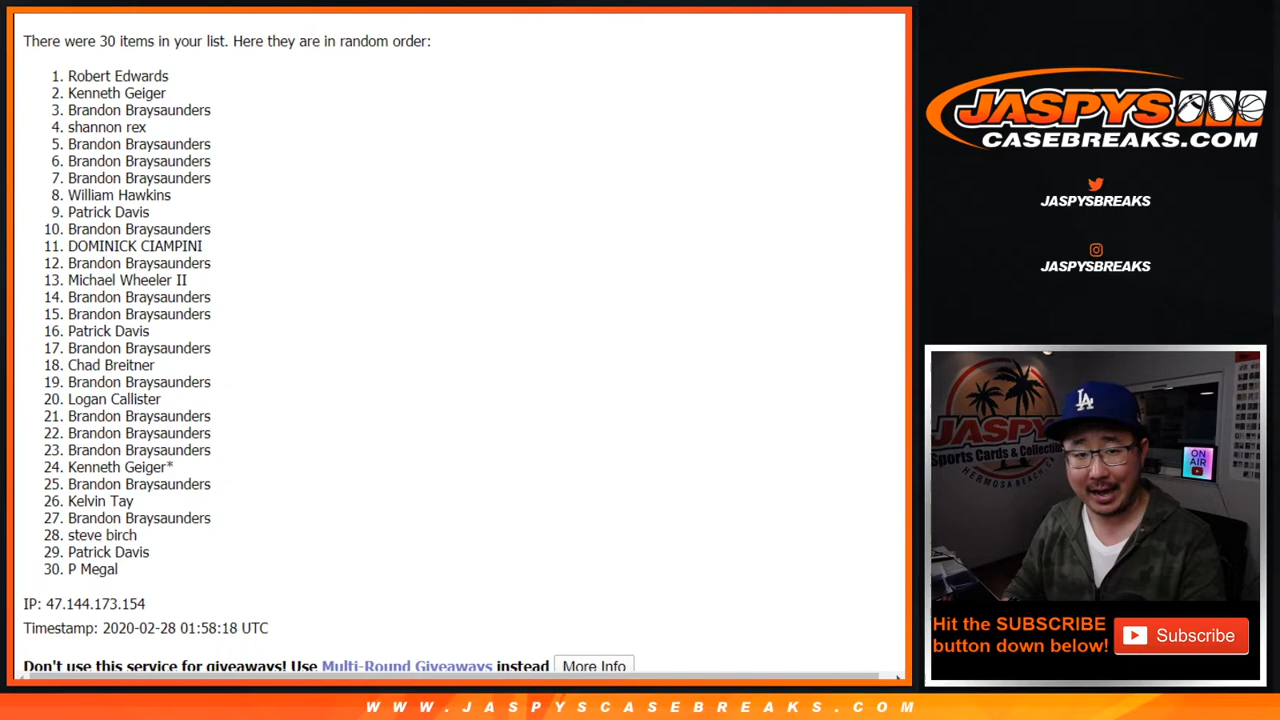 There were 30 items in your list. Here they are in random order:
1. Robert Edwards
2. Kenneth Geiger
3. Brandon Braysaunders
4. shannon rex
5. Brandon Braysaunders
6. Brandon Braysaunders
7. Brandon Braysaunders
8. William Hawkins
9. Patrick Davis
10. Brandon Braysaunders
11. DOMINICK CIAMPINI
12. Brandon Braysaunders
13. Michael Wheeler II
14. Brandon Braysaunders
15. Brandon Braysaunders
16. Patrick Davis
17. Brandon Braysaunders
18. Chad Breitner
19. Brandon Braysaunders
20. Logan Callister
21. Brandon Braysaunders
22. Brandon Braysaunders
23. Brandon Braysaunders
24. Kenneth Geiger*
25. Brandon Braysaunders
26. Kelvin Tay
27. Brandon Braysaunders
28. steve birch
29. Patrick Davis
30. P Megal
IP: 47.144.173.154
Timestamp: 2020-02-28 01:58:18 UTC
Don't use this service for giveaways! Use Multi-Round Giveaways instead More Info
JASPYS
CASEBREAKS.COM
JASPYSBREAKS
JASPYSBREAKS
JASPYS
Sports Cards & Collectib
HERMOSA BEACH, CA
LA
ON
AIR
Hit the SUBSCRIBE
button down below!
Subscribe
WWW.JASPYSCASEBREAKS.COM